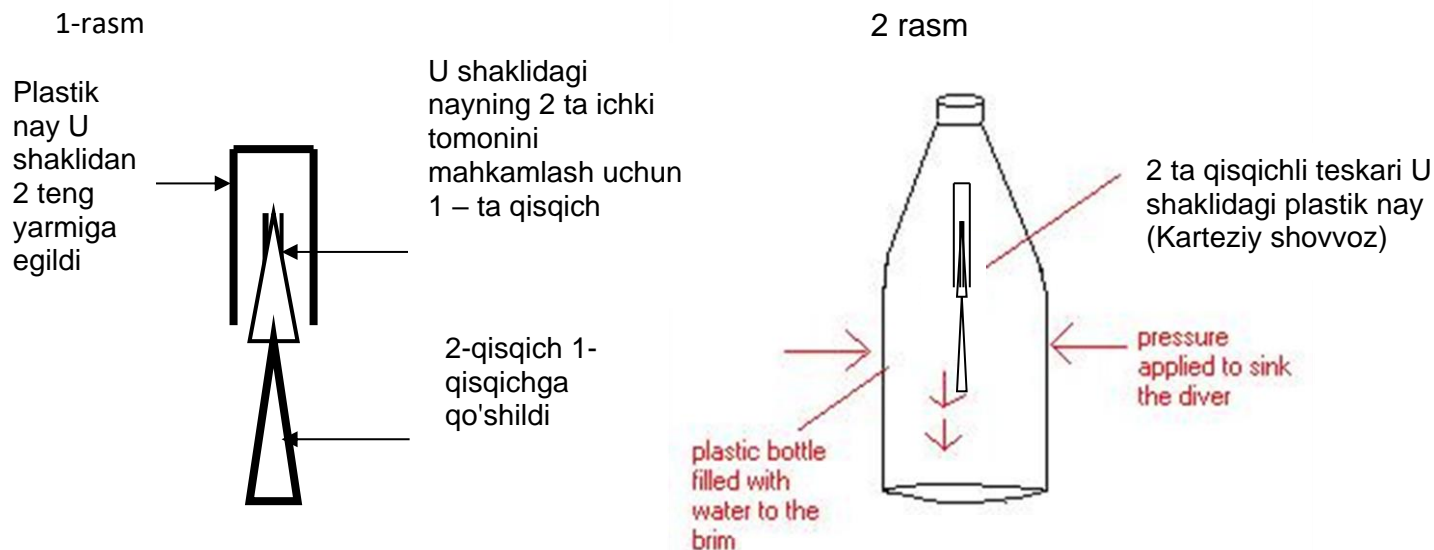 1-rasm
Plastik
nay U
shaklidan
2 teng
yarmiga
egildi
U shaklidagi
nayning 2 ta ichki
tomonini
mahkamlash uchun
1 – ta qisqich
2-qisqich 1-
qisqichga
qo'shildi
2 rasm
2 ta qisqichli teskari U
shaklidagi plastik nay
(Karteziy shovvoz)
pressure
applied to sink
the diver
plastic bottle
filled with
water to the
brim